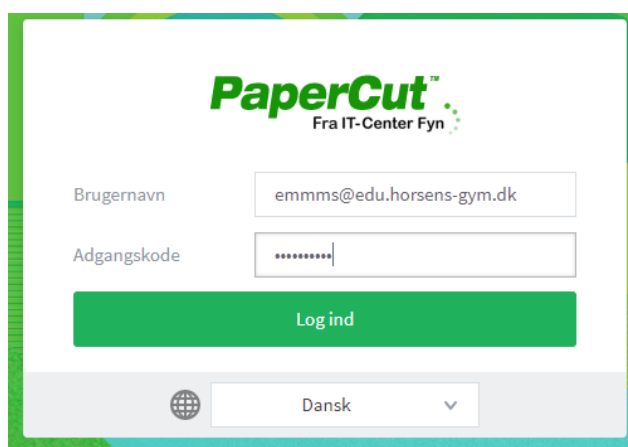 PaperCut™
Fra IT-Center Fyn
Brugernavn
emmms@edu.horsens-gym.dk
Adgangskode
••••••••••
Log ind
Dansk